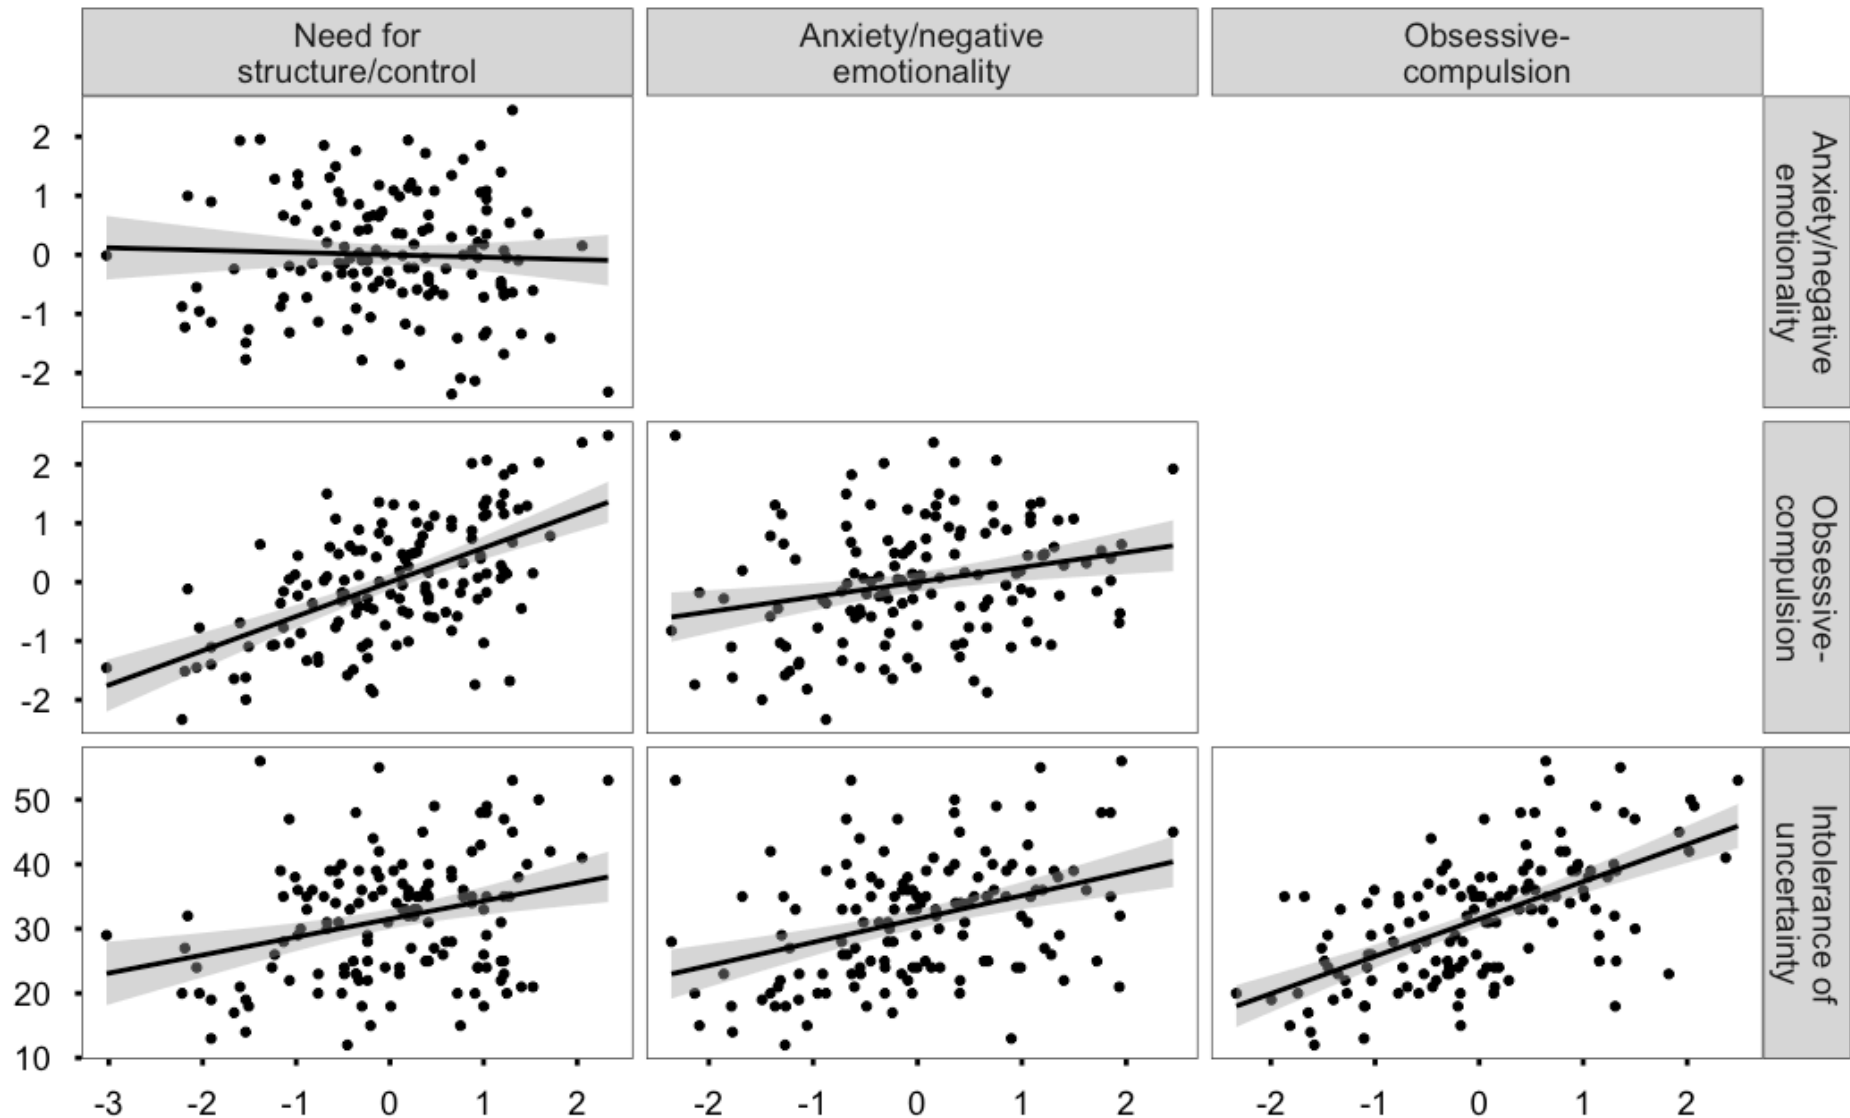 Need for
structure/control
Anxiety/negative
emotionality
Obsessive-
compulsion
2
1
0
-1
-2
Anxiety/negative
emotionality
2
1
0
-1
-2
Obsessive-
compulsion
50
40
30
20
10
Intolerance of
uncertainty
-3 -2 -1 0 1 2
-2 -1 0 1 2
-2 -1 0 1 2